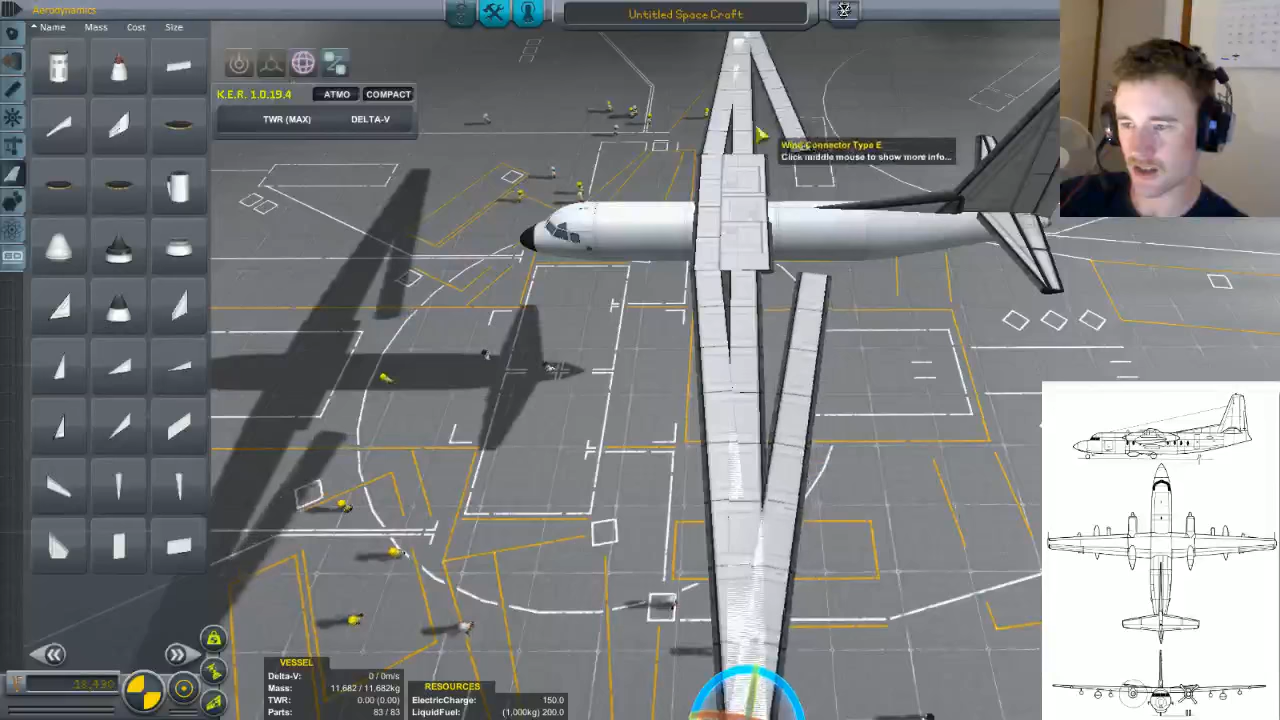 Aerodynamics
Name Mass Cost Size
Untitled Space Craft
K.E.R. 1.0.19.4 ATMO COMPACT
TWR (MAX) DELTA-V
Wing Connector Type E
Click middle mouse to show more info...
VESSEL
Delta-V: 0 / 0m/s
Mass: 11,682 / 11,682kg
TWR: 0.00 (0.00)
Parts: 83 / 83
RESOURCES
ElectricCharge: 150.0
LiquidFuel: (1,000kg) 200.0